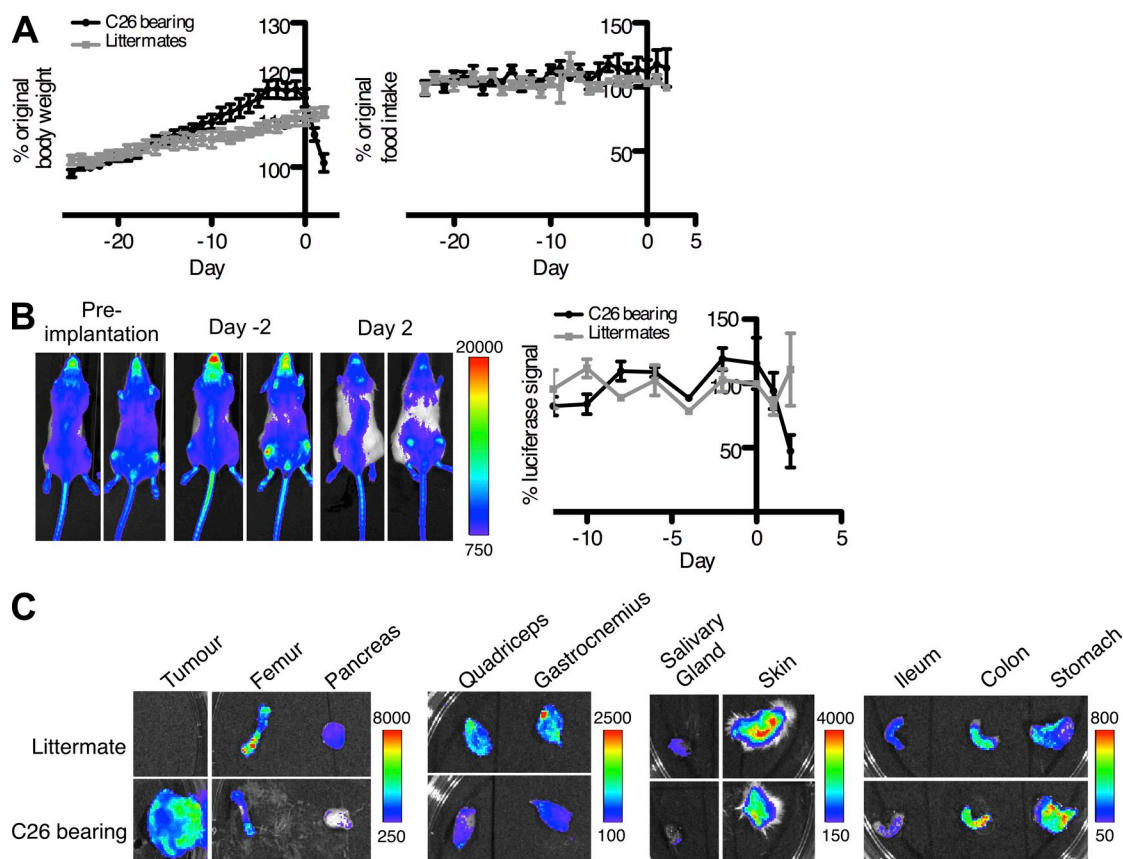 A
C26 bearing
Littermates
% original body weight
130
120
110
100
-20
-10
0
Day
% original food intake
150
100
50
-20
-10
0
5
Day
B
Pre-implantation
Day -2
Day 2
20000
750
C26 bearing
Littermates
% luciferase signal
150
100
50
-10
-5
0
5
Day
C
Tumour
Femur
Pancreas
Quadriceps
Gastrocnemius
Salivary Gland
Skin
Ileum
Colon
Stomach
Littermate
C26 bearing
8000
250
2500
100
4000
150
800
50